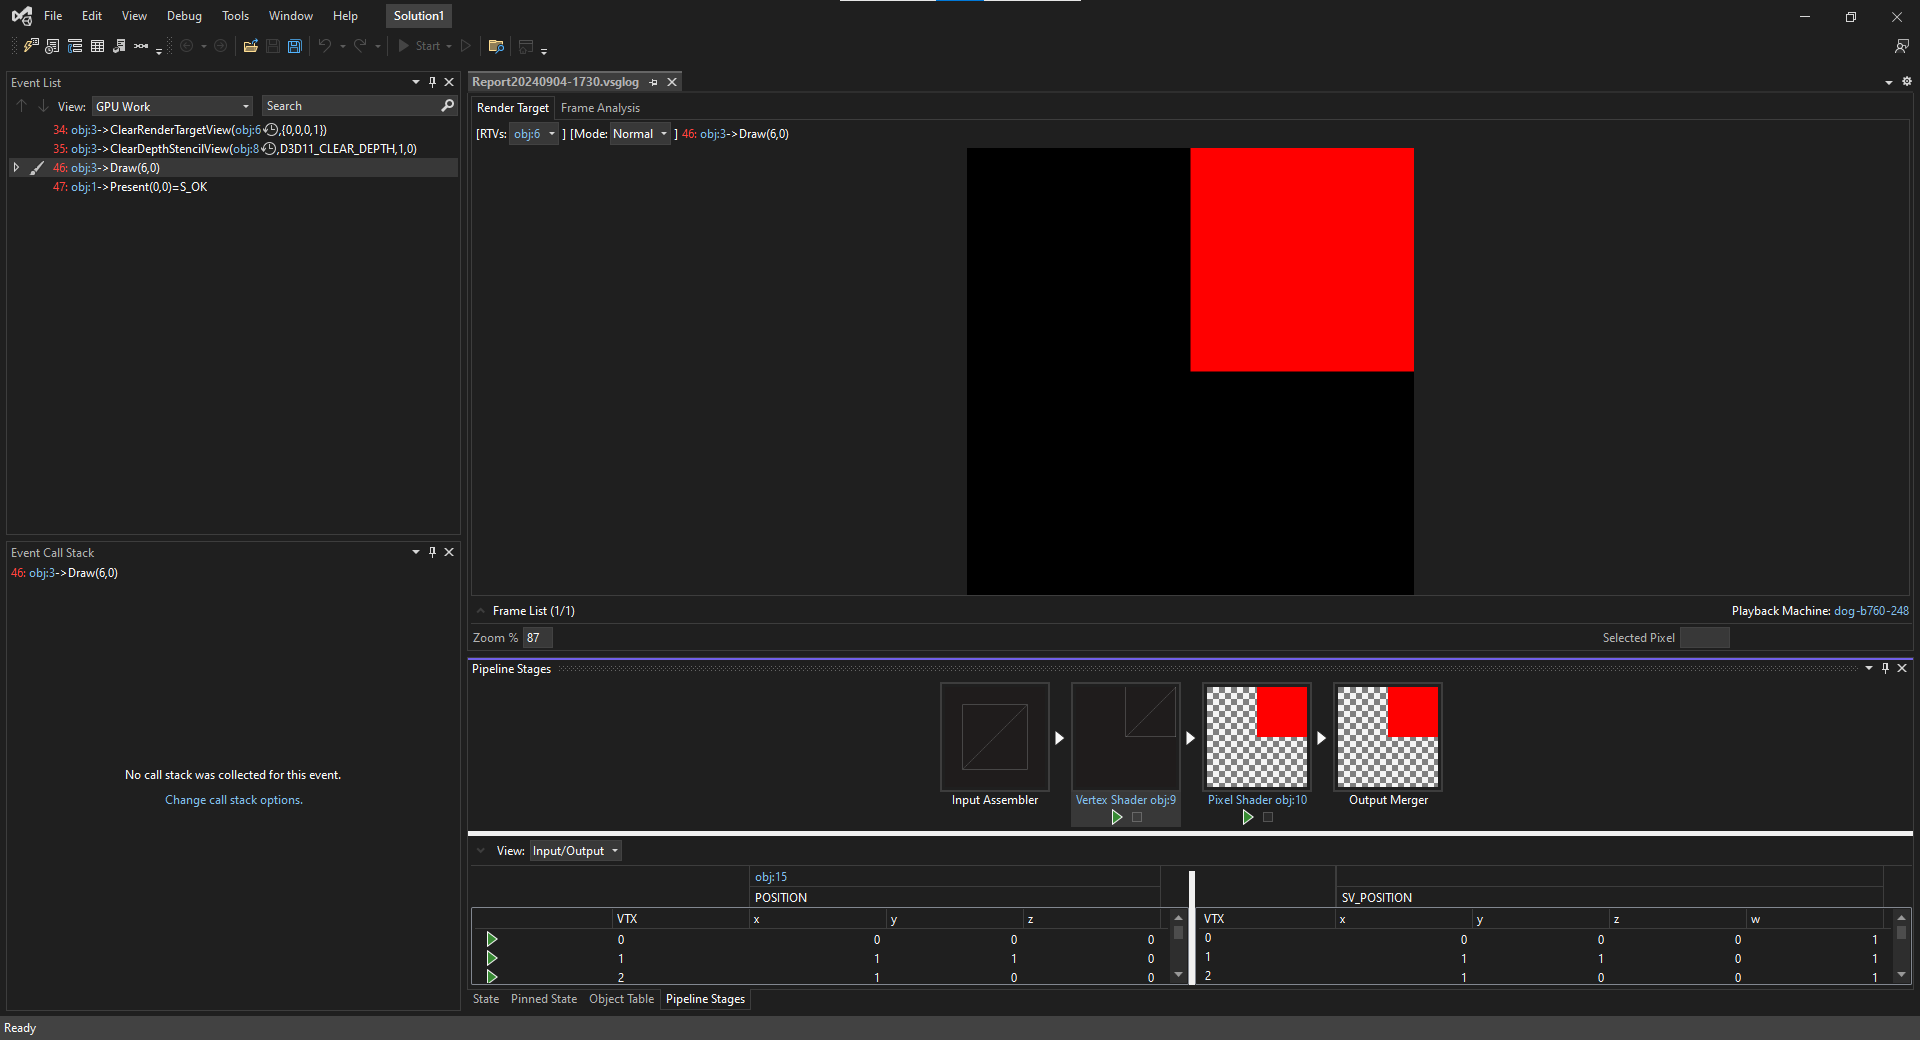 File Edit View Debug Tools Window Help Solution1
Start
Event List
View: GPU Work Search
34: obj:3->ClearRenderTargetView(obj:6,{0,0,0,1})
35: obj:3->ClearDepthStencilView(obj:8,D3D11_CLEAR_DEPTH,1,0)
46: obj:3->Draw(6,0)
47: obj:1->Present(0,0)=S_OK
Event Call Stack
46: obj:3->Draw(6,0)
No call stack was collected for this event.
Change call stack options.
Report20240904-1730.vsglog
Render Target Frame Analysis
[RTVs: obj:6 ] [Mode: Normal ] 46: obj:3->Draw(6,0)
Frame List (1/1) Playback Machine: dog-b760-248
Zoom % 87 Selected Pixel
Pipeline Stages
Input Assembler Vertex Shader obj:9 Pixel Shader obj:10 Output Merger
View: Input/Output
obj:15
POSITION SV_POSITION
VTX x y z VTX x y z w
0 0 0 0 0 0 0 0 1
1 1 1 0 1 1 1 0 1
2 1 0 0 2 1 0 0 1
State Pinned State Object Table Pipeline Stages
Ready